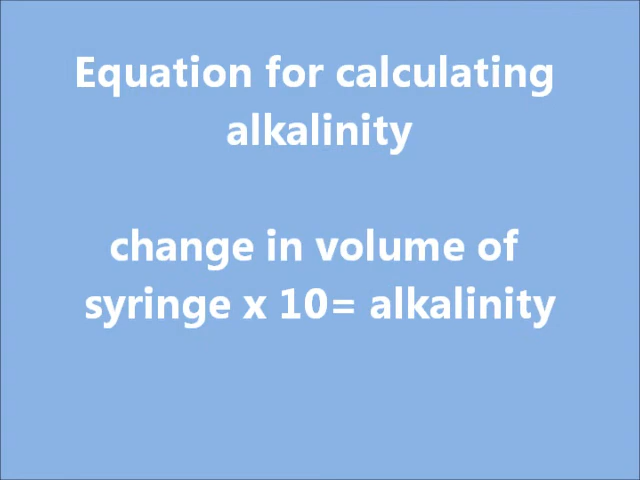 Equation for calculating
alkalinity
change in volume of
syringe x 10= alkalinity